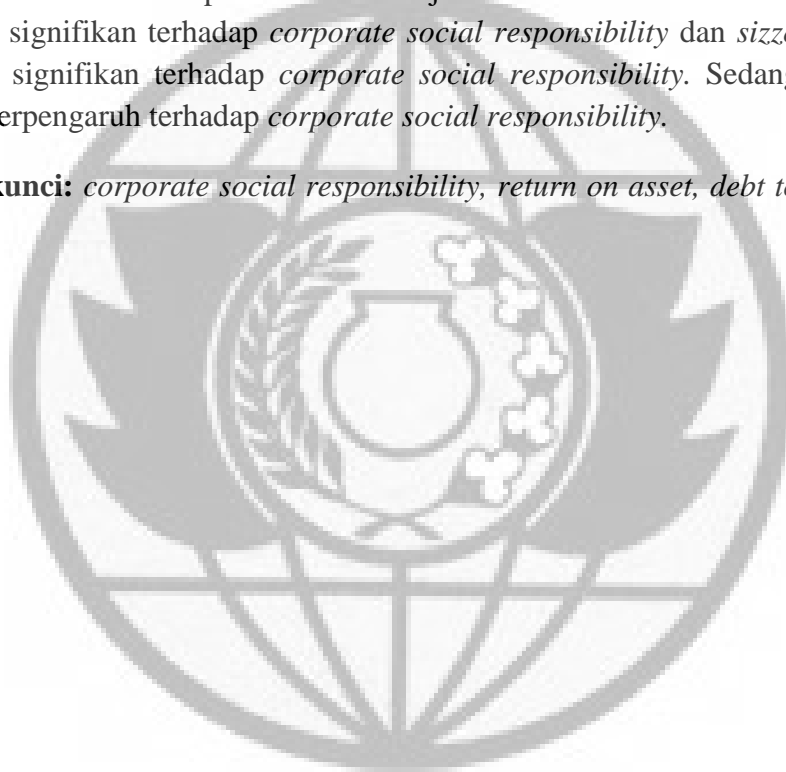 signifikan terhadap corporate social responsibility dan
signifikan terhadap corporate social responsibility. Sedang
erpengaruh terhadap corporate social responsibility.
kunci: corporate social responsibility, return on asset, debt